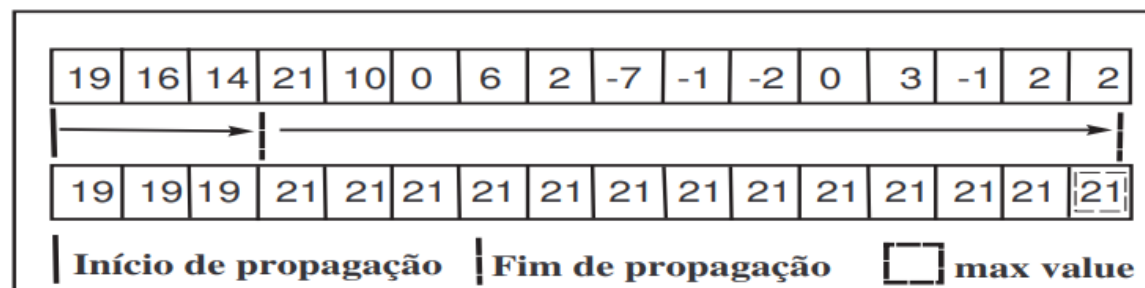 19 16 14 21 10 0 6 2 -7 -1 -2 0 3 -1 2 2
19 19 19 21 21 21 21 21 21 21 21 21 21 21 21 21
Início de propagação Fim de propagação max value